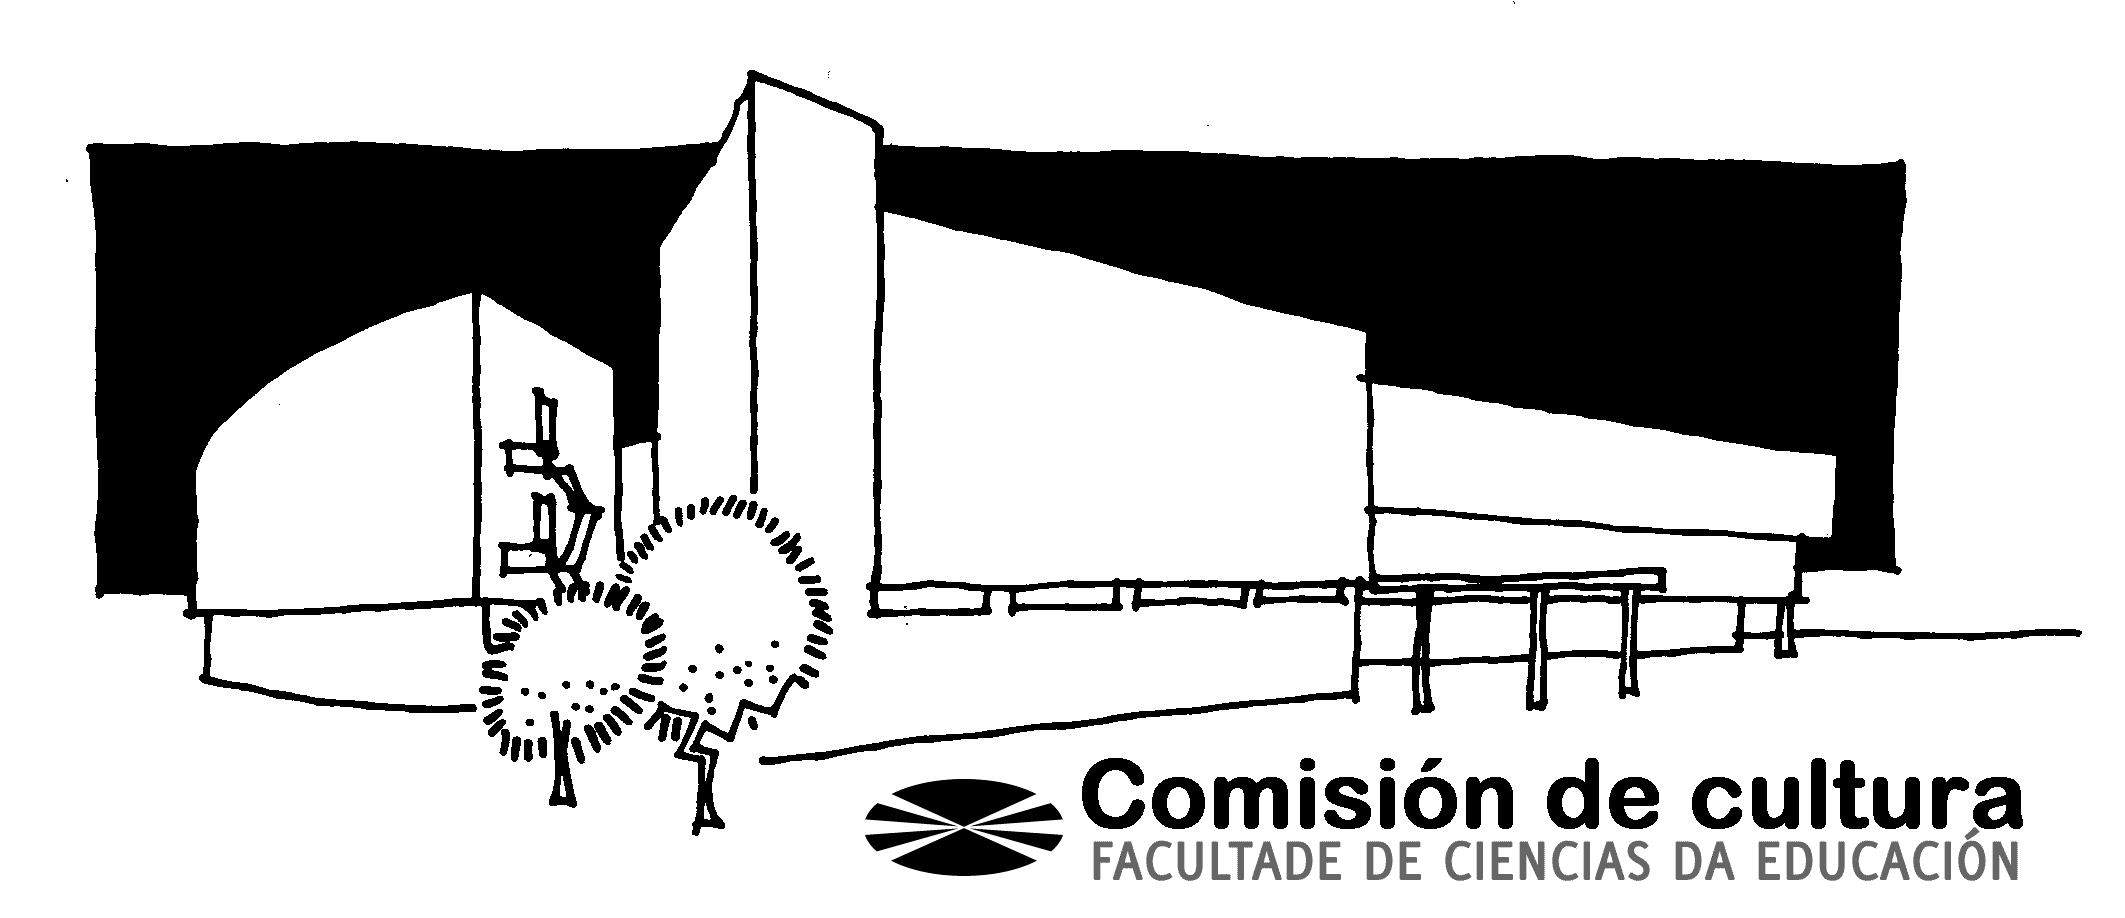 Comisión de cultura
FACULTADE DE CIENCIAS DA EDUCACIÓN